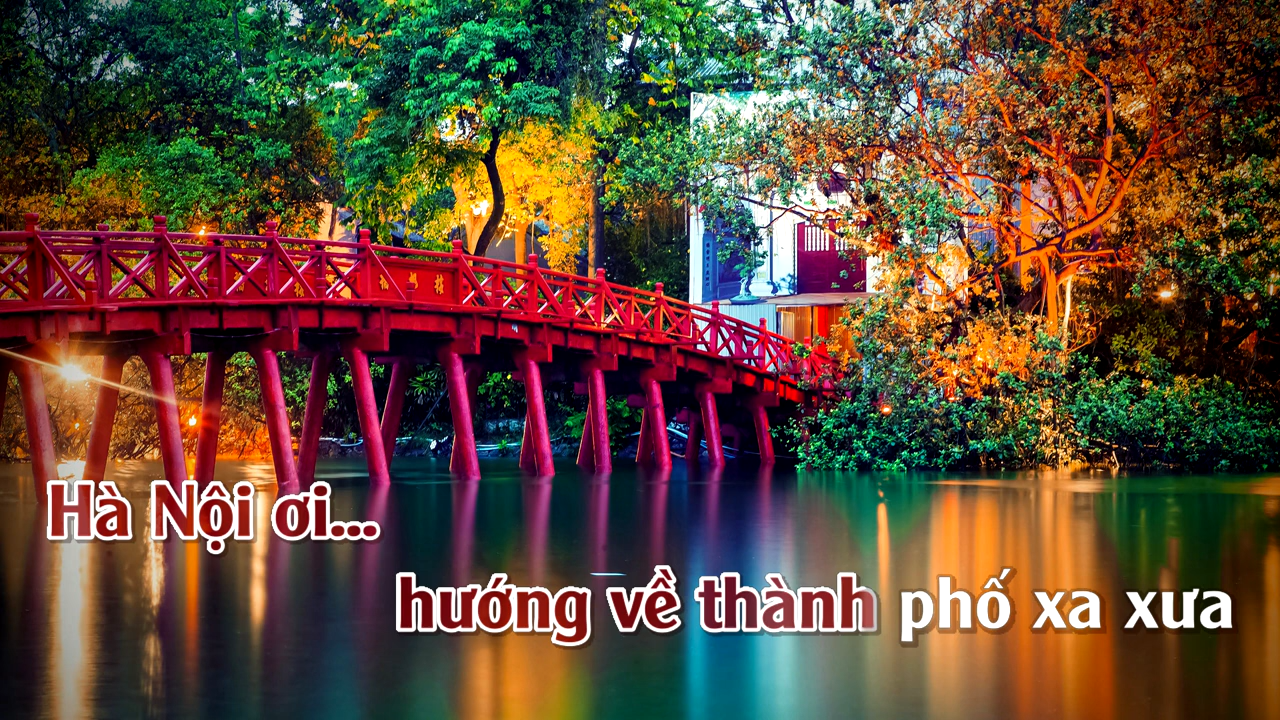 Hà Nội ơi...
hướng về thành phố xa xưa